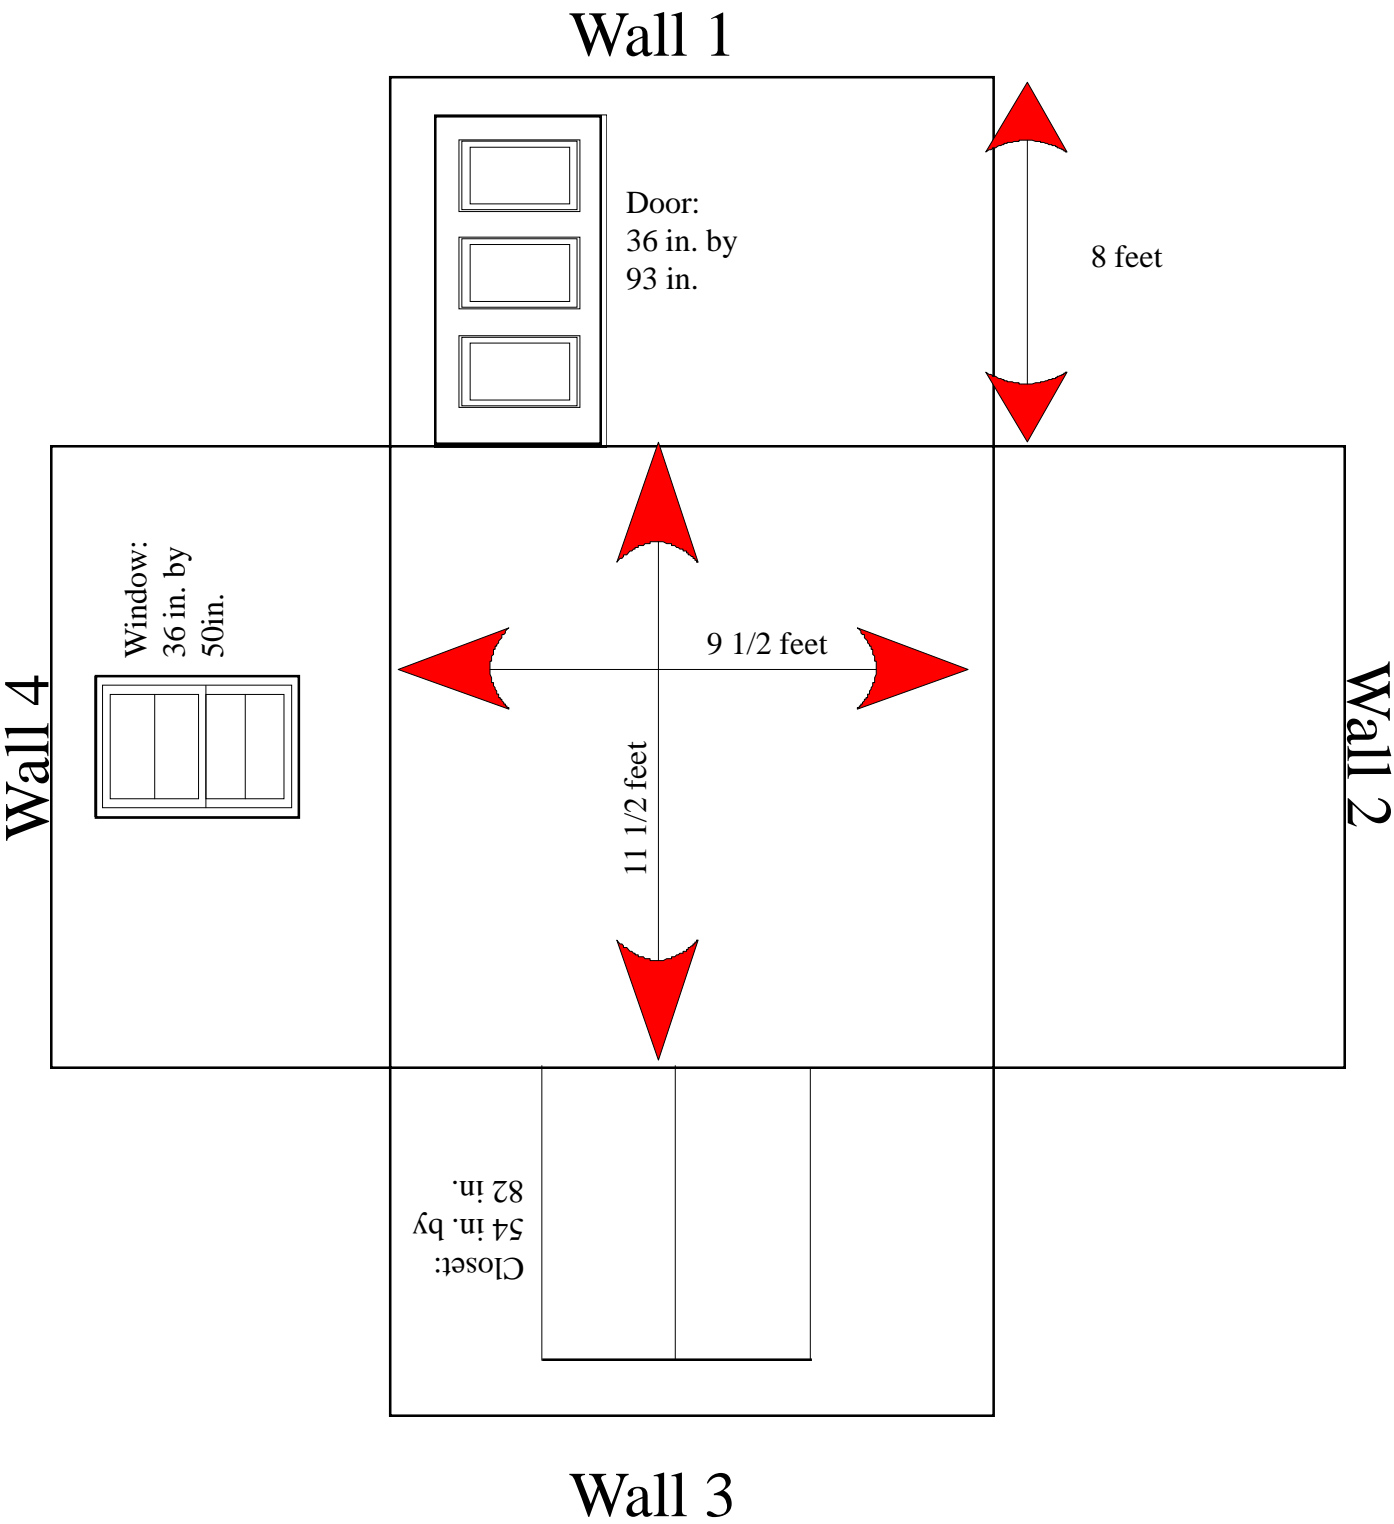 Wall 1
Door:
36 in. by
93 in.
8 feet
Window:
36 in. by
50in.
9 1/2 feet
11 1/2 feet
Wall 4
Wall 2
Closet:
54 in. by
82 in.
Wall 3